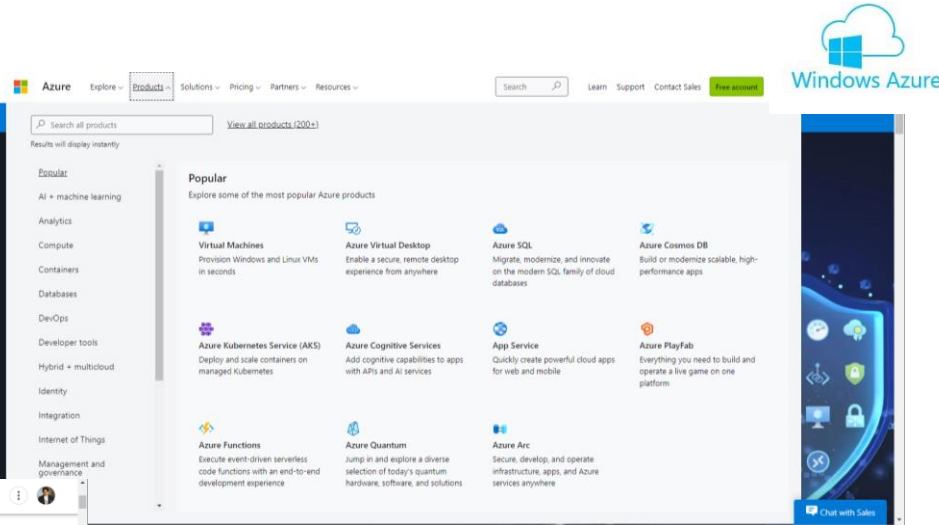 Windows Azure
Azure Explore Products Solutions Pricing Partners Resources Search Learn Support Contact Sales Free account
Search all products View all products (200+)
Results will display instantly
Popular
AI + machine learning
Analytics
Compute
Containers
Databases
DevOps
Developer tools
Hybrid + multicloud
Identity
Integration
Internet of Things
Management and
governance
Popular
Explore some of the most popular Azure products
Virtual Machines
Provision Windows and Linux VMs
in seconds
Azure Virtual Desktop
Enable a secure, remote desktop
experience from anywhere
SQL
Azure SQL
Migrate, modernize, and innovate
on the modern SQL family of cloud
databases
Azure Cosmos DB
Build or modernize scalable, high-
performance apps
Azure Kubernetes Service (AKS)
Deploy and scale containers on
managed Kubernetes
Azure Cognitive Services
Add cognitive capabilities to apps
with APIs and AI services
App Service
Quickly create powerful cloud apps
for web and mobile
Azure PlayFab
Everything you need to build and
operate a live game on one
platform
Azure Functions
Execute event-driven serverless
code functions with an end-to-end
development experience
Azure Quantum
Jump in and explore a diverse
selection of today's quantum
hardware, software, and solutions
Azure Arc
Secure, develop, and operate
infrastructure, apps, and Azure
services anywhere
Chat with Sales